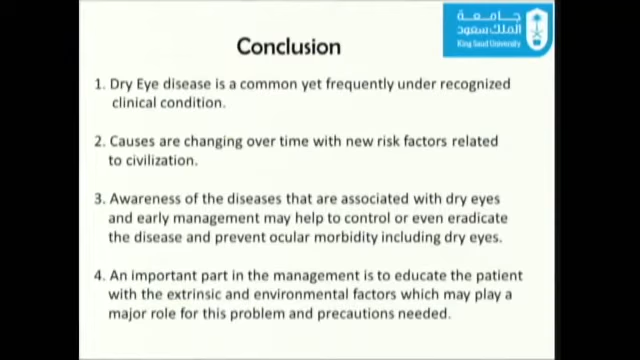 جامعة
الملك سعود
King Saud University
Conclusion
1. Dry Eye disease is a common yet frequently under recognized
clinical condition.
2. Causes are changing over time with new risk factors related
to civilization.
3. Awareness of the diseases that are associated with dry eyes
and early management may help to control or even eradicate
the disease and prevent ocular morbidity including dry eyes.
4. An important part in the management is to educate the patient
with the extrinsic and environmental factors which may play a
major role for this problem and precautions needed.